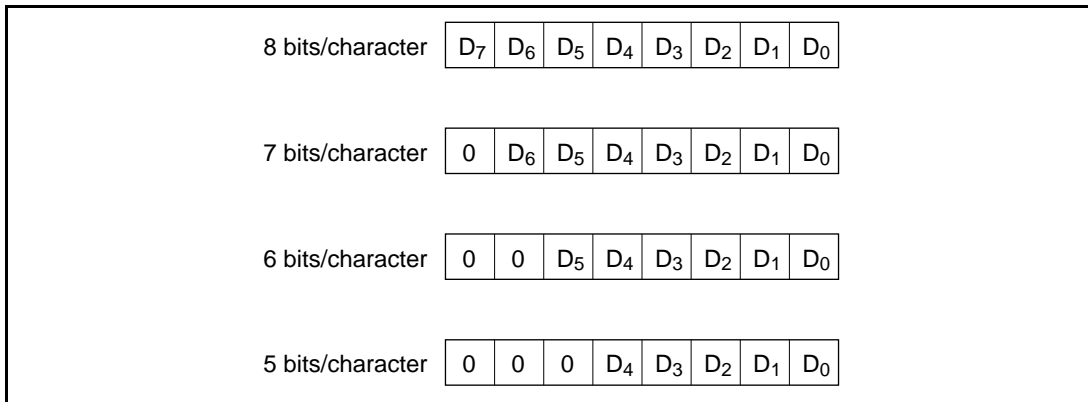 8 bits/character D₇ D₆ D₅ D₄ D₃ D₂ D₁ D₀
7 bits/character 0 D₆ D₅ D₄ D₃ D₂ D₁ D₀
6 bits/character 0 0 D₅ D₄ D₃ D₂ D₁ D₀
5 bits/character 0 0 0 D₄ D₃ D₂ D₁ D₀